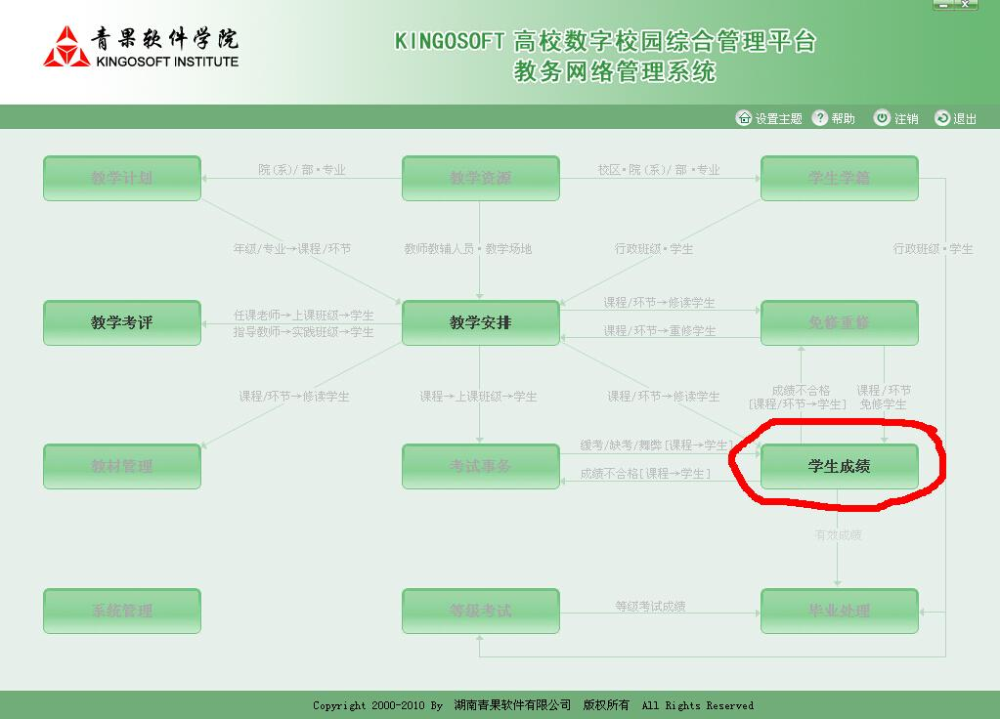 青果软件学院
KINGOSOFT INSTITUTE
KINGOSOFT 高校数字校园综合管理平台
教务网络管理系统
设置主题 帮助 注销 退出
教学计划
院(系)/部·专业
教学资源
校区·院(系)/部·专业
学生学籍
年级/专业→课程/环节
教师教辅人员·教学场地
行政班级·学生
行政班级·学生
教学考评
任课老师→上课班级→学生
指导教师→实践班级→学生
教学安排
课程/环节→修读学生
课程/环节→重修学生
免修重修
课程/环节→修读学生
课程→上课班级→学生
课程/环节→修读学生
成绩不合格
[课程/环节→学生]
课程/环节
免修学生
教材管理
考试事务
缓考/缺考/舞弊[课程→学生]
成绩不合格[课程→学生]
学生成绩
有效成绩
系统管理
等级考试
等级考试成绩
毕业处理
Copyright 2000-2010 By 湖南青果软件有限公司 版权所有 All Rights Reserved